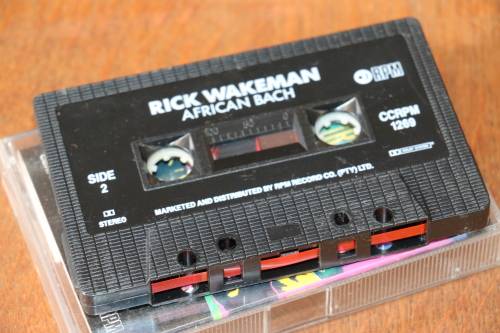 RICK WAKEMAN
AFRICAN BACH
RPM
CCRPM
1269
SIDE
2
STEREO
MARKETED AND DISTRIBUTED BY RPM RECORD CO. (PTY) LTD.
RPM